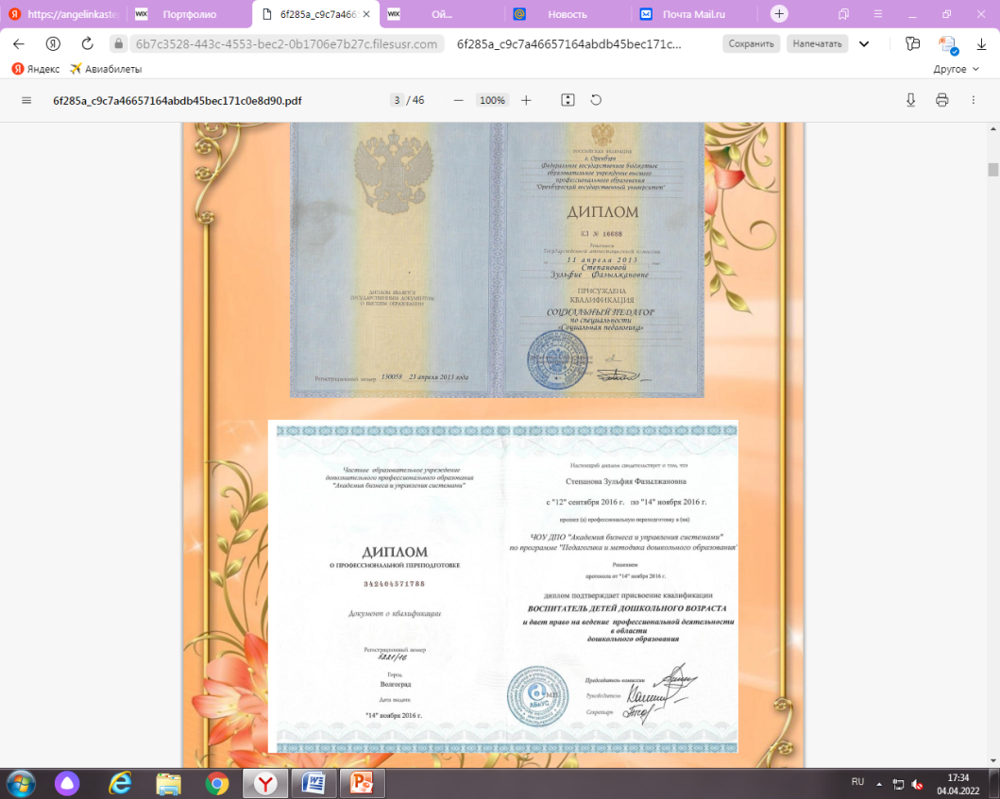 https://angelinkaste
Портфолио
6f285a_c9c7a466
Ой...
Новость
Почта Mail.ru
6b7c3528-443c-4553-bec2-0b1706e7b27c.filesusr.com
6f285a_c9c7a46657164abdb45bec171c...
Сохранить
Напечатать
Яндекс
Авиабилеты
Другое
6f285a_c9c7a46657164abdb45bec171c0e8d90.pdf
3 / 46
100%
РОССИЙСКАЯ ФЕДЕРАЦИЯ
г. Оренбург
Федеральное государственное бюджетное
образовательное учреждение высшего
профессионального образования
"Оренбургский государственный университет"
ДИПЛОМ
КЗ № 16688
Решением
Государственной аттестационной комиссии
11 апреля 2013
Степановой
Зульфие Фазылжановне
ПРИСУЖДЕНА
КВАЛИФИКАЦИЯ
СОЦИАЛЬНЫЙ ПЕДАГОГ
по специальности
«Социальная педагогика»
ДИПЛОМ ЯВЛЯЕТСЯ
ГОСУДАРСТВЕННЫМ ДОКУМЕНТОМ
О ВЫСШЕМ ОБРАЗОВАНИИ
Регистрационный номер 130058 23 апреля 2013 года
Частное образовательное учреждение
дополнительного профессионального образования
"Академия бизнеса и управления системами"
ДИПЛОМ
О ПРОФЕССИОНАЛЬНОЙ ПЕРЕПОДГОТОВКЕ
342404571788
Документ о квалификации
Регистрационный номер
Город
Волгоград
Дата выдачи
"14" ноября 2016 г.
Настоящий диплом свидетельствует о том, что
Степанова Зульфия Фазылжановна
с "12" сентября 2016 г. по "14" ноября 2016 г.
прошел (а) профессиональную переподготовку в (на)
ЧОУ ДПО "Академия бизнеса и управления системами"
по программе "Педагогика и методика дошкольного образования"
Решением
протокола от "14" ноября 2016 г.
диплом подтверждает присвоение квалификации
ВОСПИТАТЕЛЬ ДЕТЕЙ ДОШКОЛЬНОГО ВОЗРАСТА
и дает право на ведение профессиональной деятельности
в области
дошкольного образования
Председатель комиссии
Руководитель
Секретарь
М.П.
АБиУС
RU
17:34
04.04.2022